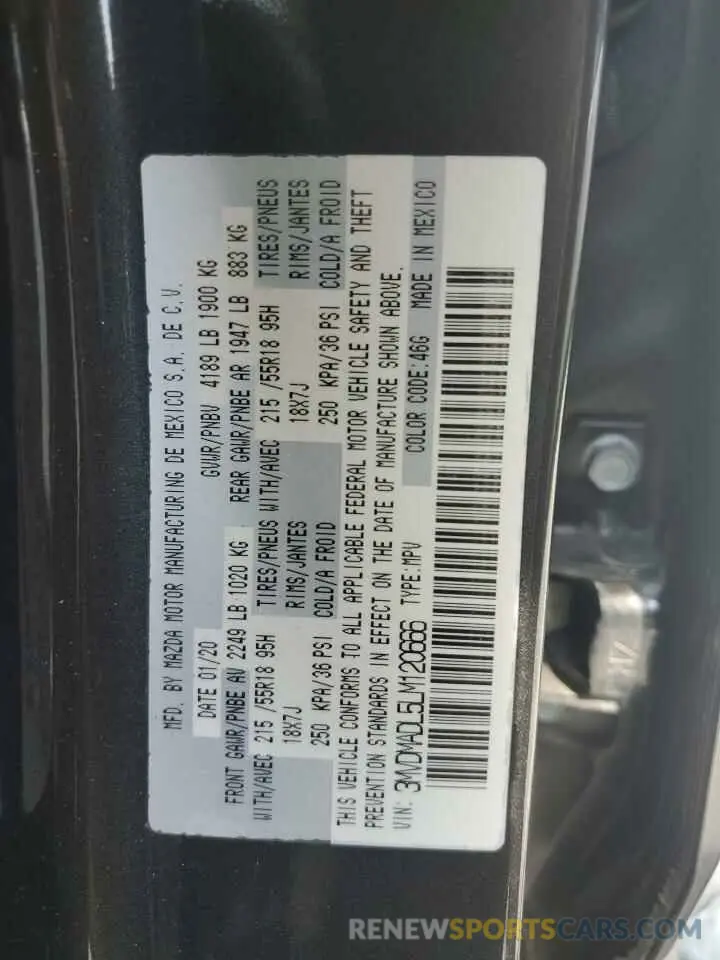 MFD. BY MAZDA MOTOR MANUFACTURING DE MEXICO S.A. DE C.V.
DATE 01/20 GVWR/PNBV 4189 LB 1900 KG
FRONT GAWR/PNBE AV 2249 LB 1020 KG REAR GAWR/PNBE AR 1947 LB 883 KG
WITH/AVEC 215 /55R18 95H TIRES/PNEUS WITH/AVEC 215 /55R18 95H TIRES/PNEUS
18X7J RIMS/JANTES 18X7J RIMS/JANTES
250 KPA/36 PSI COLD/A FROID 250 KPA/36 PSI COLD/A FROID
THIS VEHICLE CONFORMS TO ALL APPLICABLE FEDERAL MOTOR VEHICLE SAFETY AND THEFT
PREVENTION STANDARDS IN EFFECT ON THE DATE OF MANUFACTURE SHOWN ABOVE.
VIN: 3MVDMADL5LM120666 TYPE:MPV COLOR CODE:46G MADE IN MEXICO
RENEWSPORTSCARS.COM